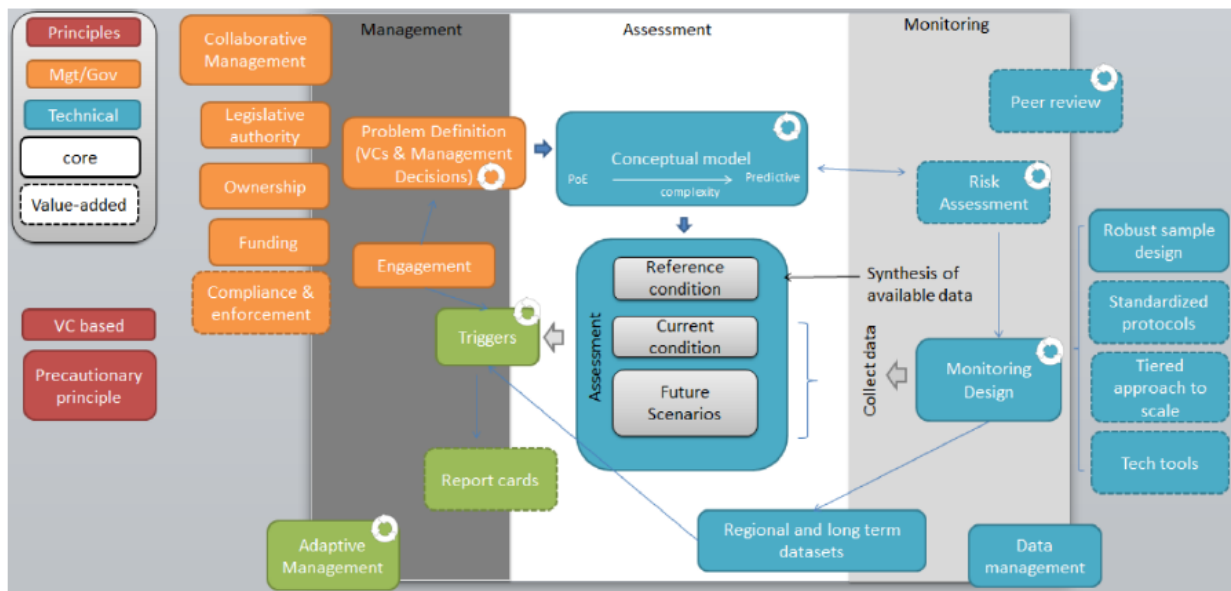 Principles
Mgt/Gov
Technical
core
Value-added
VC based
Precautionary
principle
Collaborative
Management
Legislative
authority
Ownership
Funding
Compliance &
enforcement
Management
Problem Definition
(VCs & Management
Decisions)
Engagement
Triggers
Report cards
Adaptive
Management
Assessment
Conceptual model
PoE
Predictive
complexity
Assessment
Reference
condition
Current
condition
Future
Scenarios
Synthesis of
available data
Regional and long term
datasets
Monitoring
Peer review
Risk
Assessment
Collect data
Monitoring
Design
Robust sample
design
Standardized
protocols
Tiered
approach to
scale
Tech tools
Data
management